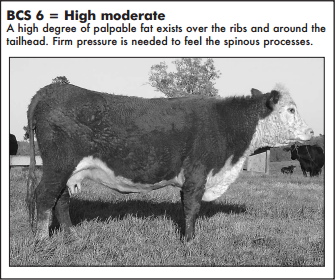 BCS 6 = High moderate
A high degree of palpable fat exists over the ribs and around the
tailhead. Firm pressure is needed to feel the spinous processes.